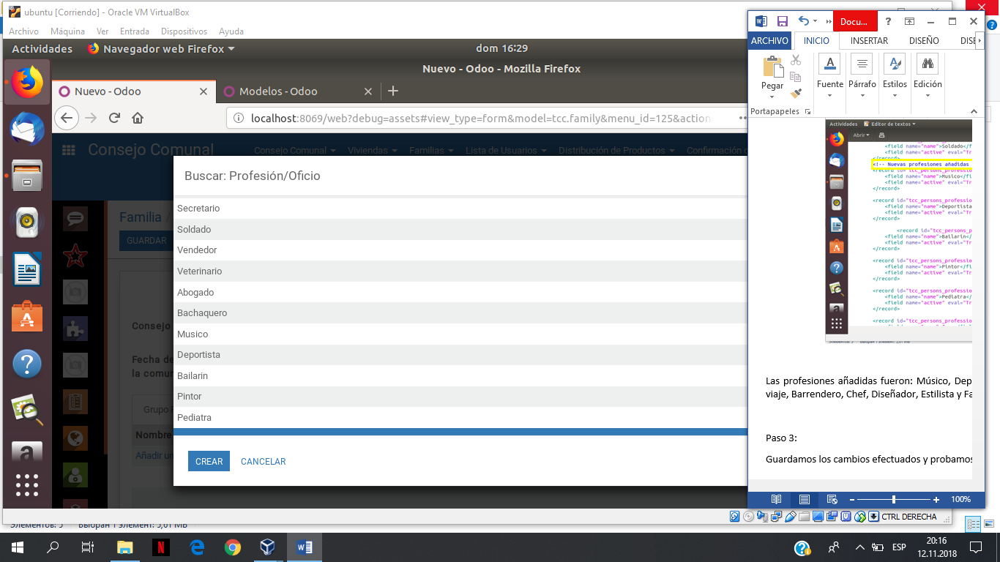 ubuntu [Corriendo] - Oracle VM VirtualBox
Archivo Máquina Ver Entrada Dispositivos Ayuda
Actividades Navegador web Firefox dom 16:29
Nuevo - Odoo - Mozilla Firefox
Nuevo - Odoo Modelos - Odoo
localhost:8069/web?debug=assets#view_type=form&model=tcc.family&menu_id=125&action
Consejo Comunal Consejo Comunal Viviendas Familias Lista de Usuarios Distribución de Productos Confirmación
Buscar: Profesión/Oficio
Familia /
GUARDAR
Consejo
Fecha de
la comu
Grupo
Nombre
Añadir un
Secretario
Soldado
Vendedor
Veterinario
Abogado
Bachaquero
Musico
Deportista
Bailarin
Pintor
Pediatra
CREAR CANCELAR
Docu...
ARCHIVO INICIO INSERTAR DISEÑO DISE
Pegar Fuente Párrafo Estilos Edición
Portapapeles
Actividades Editor de textos
Abrir
<field name="name">Soldado</f
<field name="active" eval="Tr
</record>
<!-- Nuevas profesiones añadidas
<record id="tcc_persons_professio
<field name="name">Musico</fi
<field name="active" eval="Tr
</record>
<record id="tcc_persons_professio
<field name="name">Deportista
<field name="active" eval="Tr
</record>
<record id="tcc_persons_p
<field name="name">Bailarin</
<field name="active" eval="Tr
</record>
<record id="tcc_persons_professio
<field name="name">Pintor</f
<field name="active" eval="Tr
</record>
<record id="tcc_persons_professio
<field name="name">Pediatra</
<field name="active" eval="Tr
</record>
<record id="tcc_persons_professio
Las profesiones añadidas fueron: Músico, Dep
viaje, Barrendero, Chef, Diseñador, Estilista y Fa
Paso 3:
Guardamos los cambios efectuados y probamos
100%
CTRL DERECHA
Элементов: 5 Выбран 1 элемент: 5,61 МБ
ESP
20:16
12.11.2018